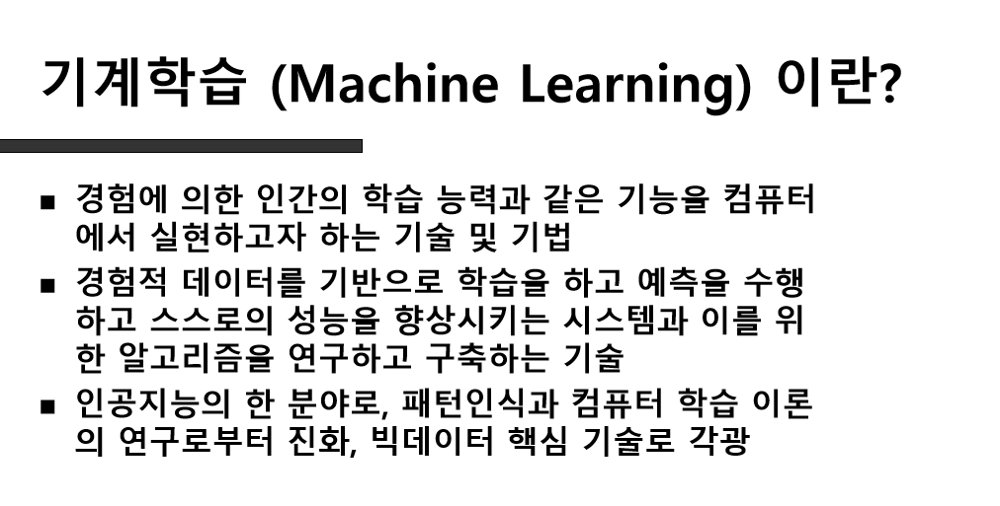 기계학습 (Machine Learning) 이란?
■ 경험에 의한 인간의 학습 능력과 같은 기능을 컴퓨터
에서 실현하고자 하는 기술 및 기법
■ 경험적 데이터를 기반으로 학습을 하고 예측을 수행
하고 스스로의 성능을 향상시키는 시스템과 이를 위
한 알고리즘을 연구하고 구축하는 기술
■ 인공지능의 한 분야로, 패턴인식과 컴퓨터 학습 이론
의 연구로부터 진화, 빅데이터 핵심 기술로 각광